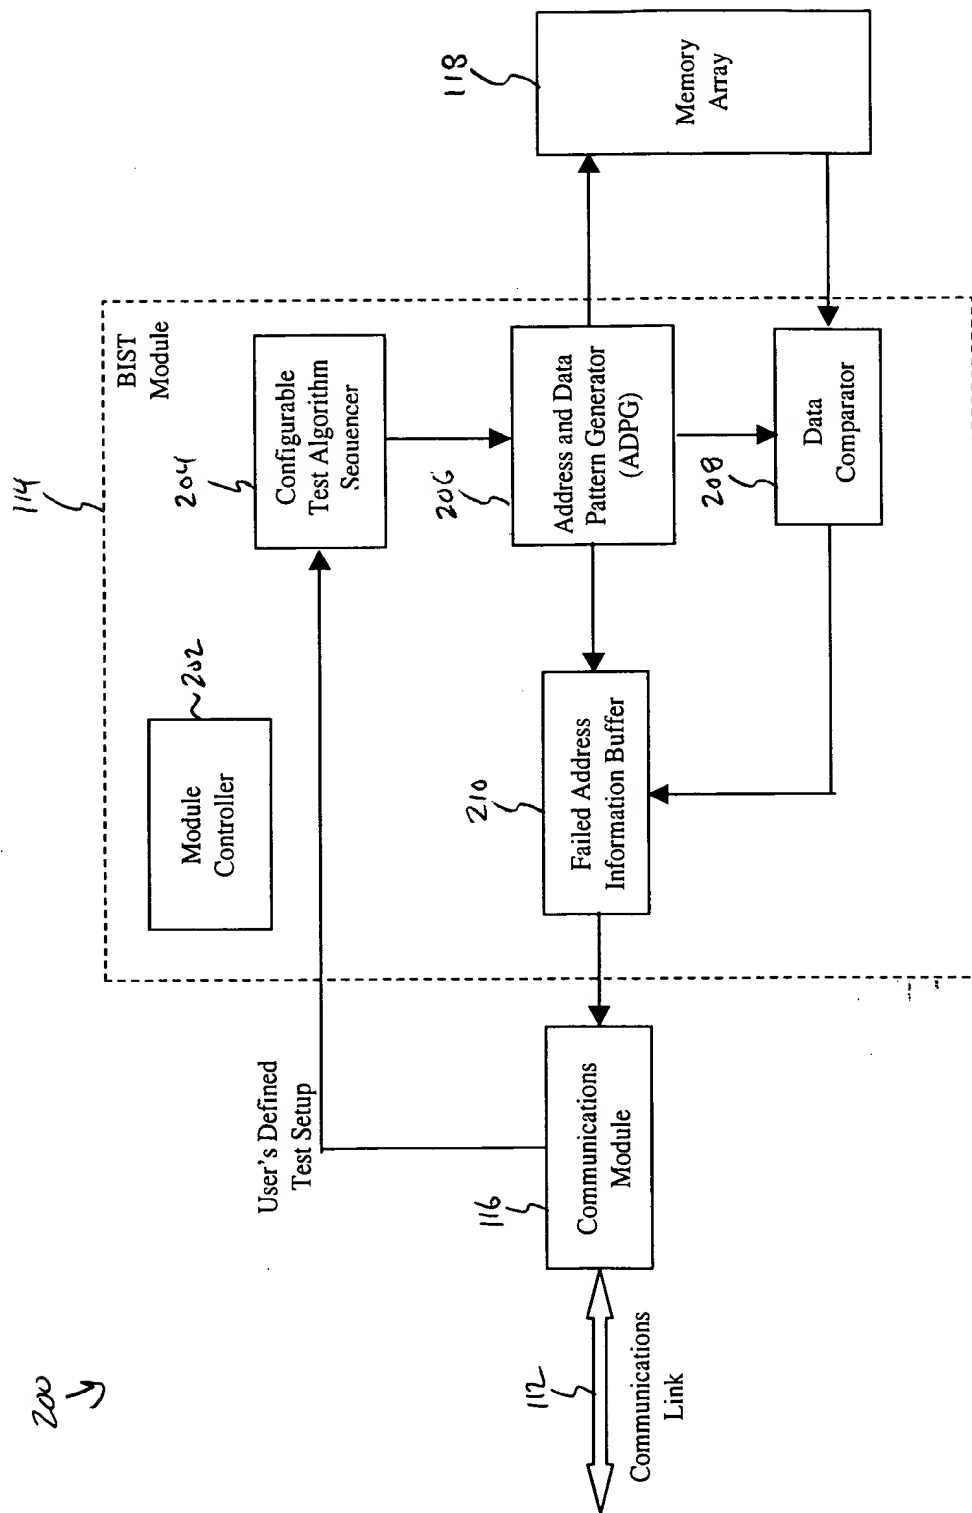 200
112
Communications
Link
116
Communications
Module
User's Defined
Test Setup
114
BIST
Module
Module
Controller
202
204
Configurable
Test Algorithm
Sequencer
206
Address and Data
Pattern Generator
(ADPG)
208
Data
Comparator
210
Failed Address
Information Buffer
118
Memory
Array